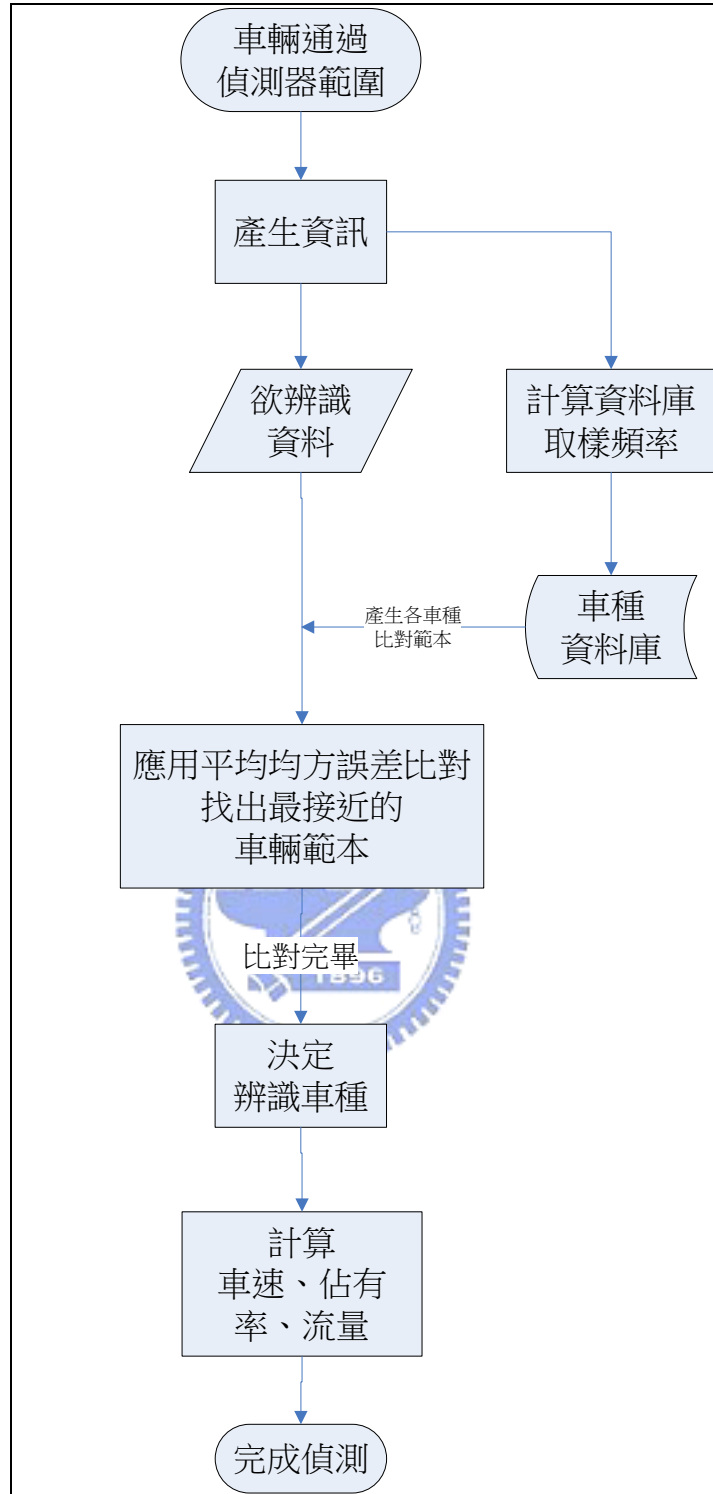 車輛通過
偵測器範圍
產生資訊
欲辨識
資料
計算資料庫
取樣頻率
車種
資料庫
產生各車種
比對範本
應用平均均方誤差比對
找出最接近的
車輛範本
比對完畢
1896
決定
辨識車種
計算
車速、佔有
率、流量
完成偵測